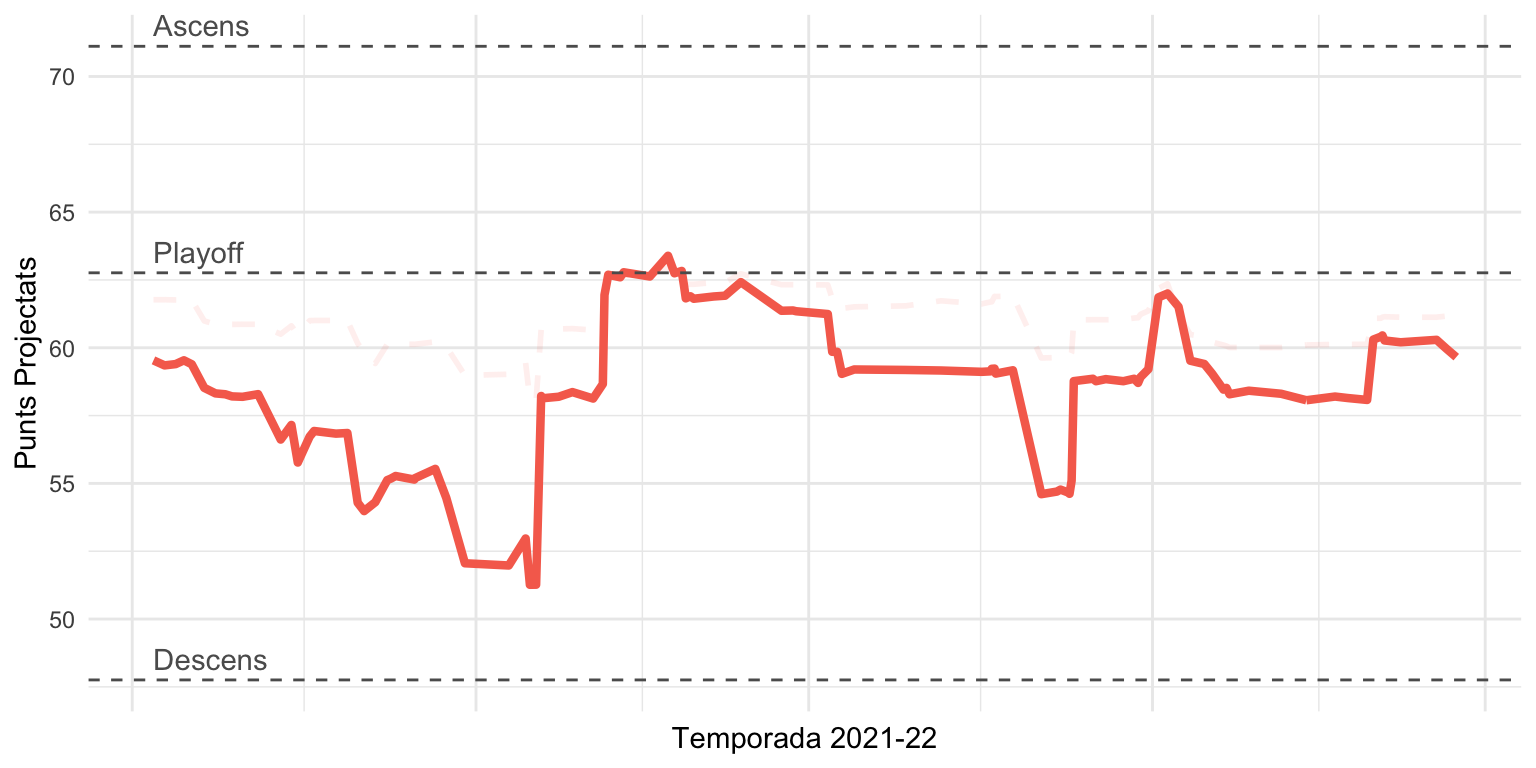 Ascens
70
65
Playoff
60
55
50
Descens
Punts Projectats
Temporada 2021-22